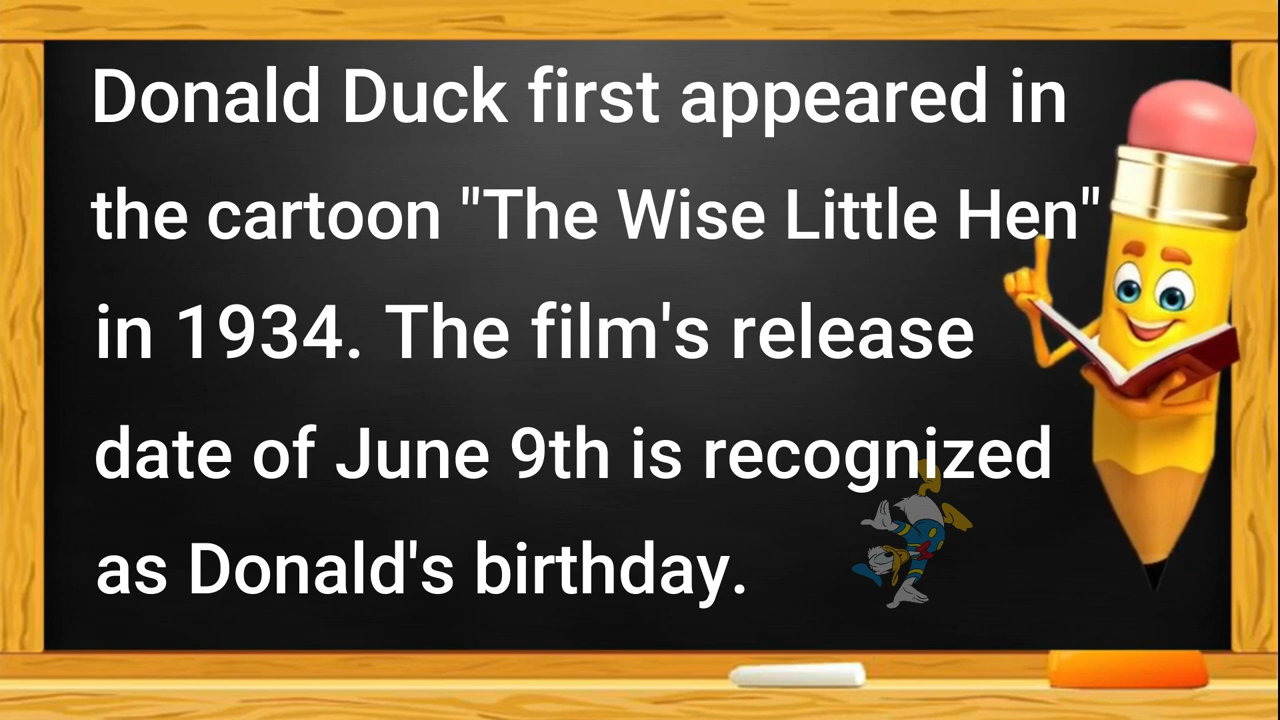 Donald Duck first appeared in
the cartoon "The Wise Little Hen"
in 1934. The film's release
date of June 9th is recognized
as Donald's birthday.